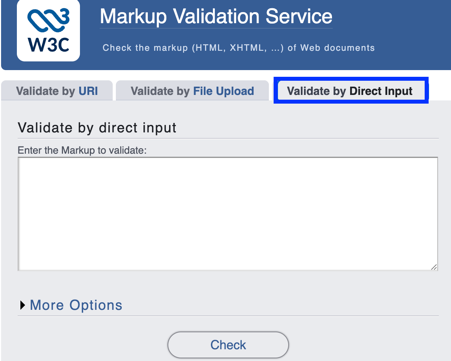 W3C
Markup Validation Service
Check the markup (HTML, XHTML, ...) of Web documents
Validate by URI
Validate by File Upload
Validate by Direct Input
Validate by direct input
Enter the Markup to validate:
More Options
Check